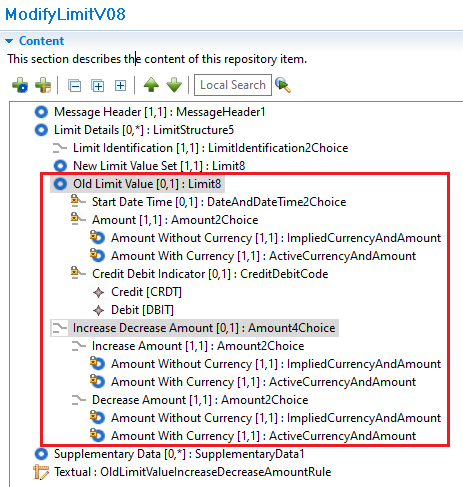 ModifyLimitV08
Content
This section describes the content of this repository item.
Local Search
Message Header [1,1] : MessageHeader1
Limit Details [0,*] : LimitStructure5
Limit Identification [1,1] : LimitIdentification2Choice
New Limit Value Set [1,1] : Limit8
Old Limit Value [0,1] : Limit8
Start Date Time [0,1] : DateAndDateTime2Choice
Amount [1,1] : Amount2Choice
Amount Without Currency [1,1] : ImpliedCurrencyAndAmount
Amount With Currency [1,1] : ActiveCurrencyAndAmount
Credit Debit Indicator [0,1] : CreditDebitCode
Credit [CRDT]
Debit [DBIT]
Increase Decrease Amount [0,1] : Amount4Choice
Increase Amount [1,1] : Amount2Choice
Amount Without Currency [1,1] : ImpliedCurrencyAndAmount
Amount With Currency [1,1] : ActiveCurrencyAndAmount
Decrease Amount [1,1] : Amount2Choice
Amount Without Currency [1,1] : ImpliedCurrencyAndAmount
Amount With Currency [1,1] : ActiveCurrencyAndAmount
Supplementary Data [0,*] : SupplementaryData1
Textual : OldLimitValueIncreaseDecreaseAmountRule